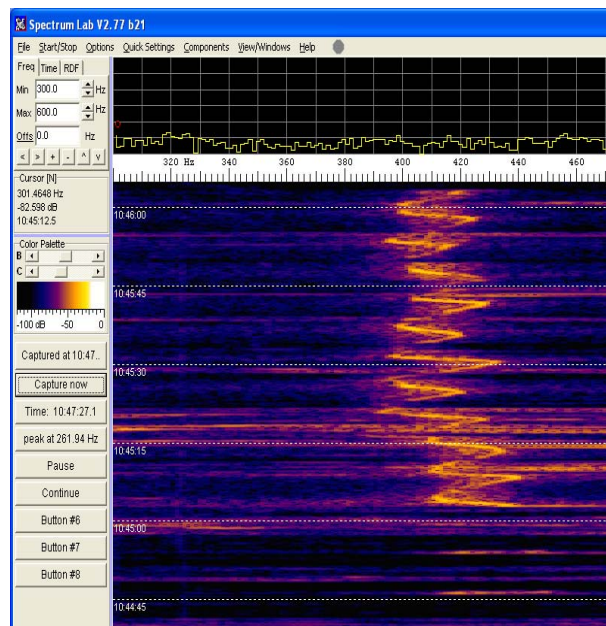 Spectrum Lab V2.77 b21
File Start/Stop Options Quick Settings Components View/Windows Help
Freq Time RDF
Min 300.0 Hz
Max 600.0 Hz
Offs 0.0 Hz
< > + - ^ v
Cursor [N]
301.4648 Hz
-82.598 dB
10:45:12.5
Color Palette
B
C
-100 dB -50 0
Captured at 10:47..
Capture now
Time: 10:47:27.1
peak at 261.94 Hz
Pause
Continue
Button #6
Button #7
Button #8
320 Hz 340 360 380 400 420 440 460
10:46:00
10:45:45
10:45:30
10:45:15
10:45:00
10:44:45